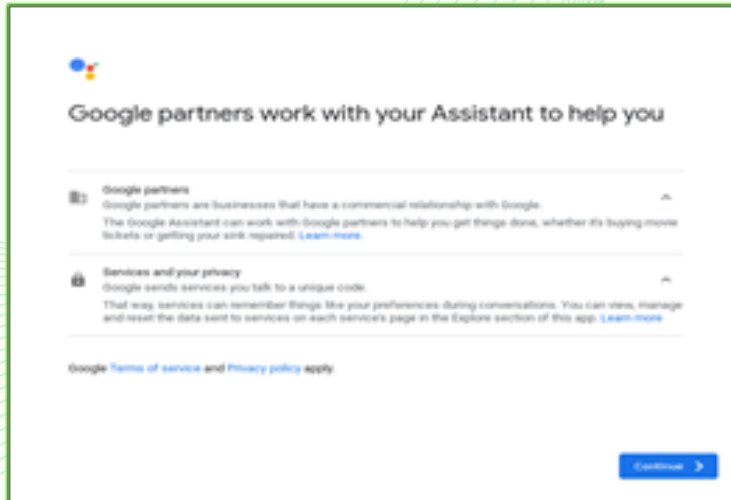 Google partners work with your Assistant to help you
Google partners
Google partners are businesses that have a commercial relationship with Google.
The Google Assistant can work with Google partners to help you get things done, whether it's buying movie
tickets or getting your sink repaired. Learn more.
Services and your privacy
Google sends services you talk to a unique code.
That way, services can remember things like your preferences during conversations. You can view, manage
and reset the data sent to services on each service's page in the Explore section of this app. Learn more
Google Terms of service and Privacy policy apply.
Continue